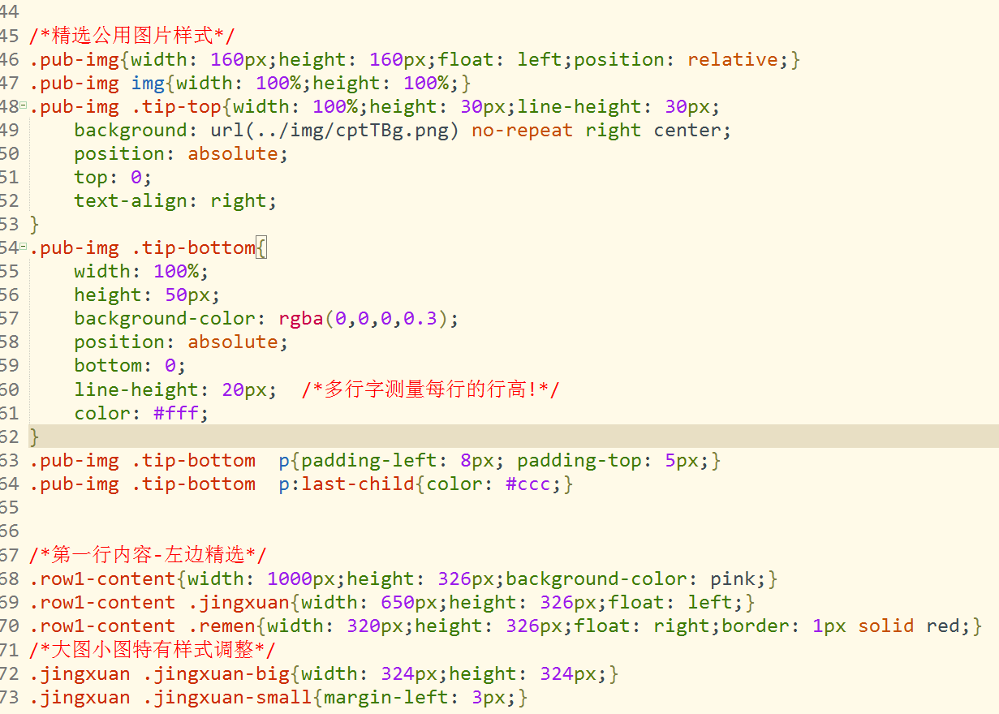 44
45 /*精选公用图片样式*/
46 .pub-img{width: 160px;height: 160px;float: left;position: relative;}
47 .pub-img img{width: 100%;height: 100%;}
48 .pub-img .tip-top{width: 100%;height: 30px;line-height: 30px;
49     background: url(../img/cptTBg.png) no-repeat right center;
50     position: absolute;
51     top: 0;
52     text-align: right;
53 }
54 .pub-img .tip-bottom{
55     width: 100%;
56     height: 50px;
57     background-color: rgba(0,0,0,0.3);
58     position: absolute;
59     bottom: 0;
60     line-height: 20px;  /*多行字测量每行的行高!*/
61     color: #fff;
62 }
63 .pub-img .tip-bottom  p{padding-left: 8px; padding-top: 5px;}
64 .pub-img .tip-bottom  p:last-child{color: #ccc;}
65
66
67 /*第一行内容-左边精选*/
68 .row1-content{width: 1000px;height: 326px;background-color: pink;}
69 .row1-content .jingxuan{width: 650px;height: 326px;float: left;}
70 .row1-content .remen{width: 320px;height: 326px;float: right;border: 1px solid red;}
71 /*大图小图特有样式调整*/
72 .jingxuan .jingxuan-big{width: 324px;height: 324px;}
73 .jingxuan .jingxuan-small{margin-left: 3px;}